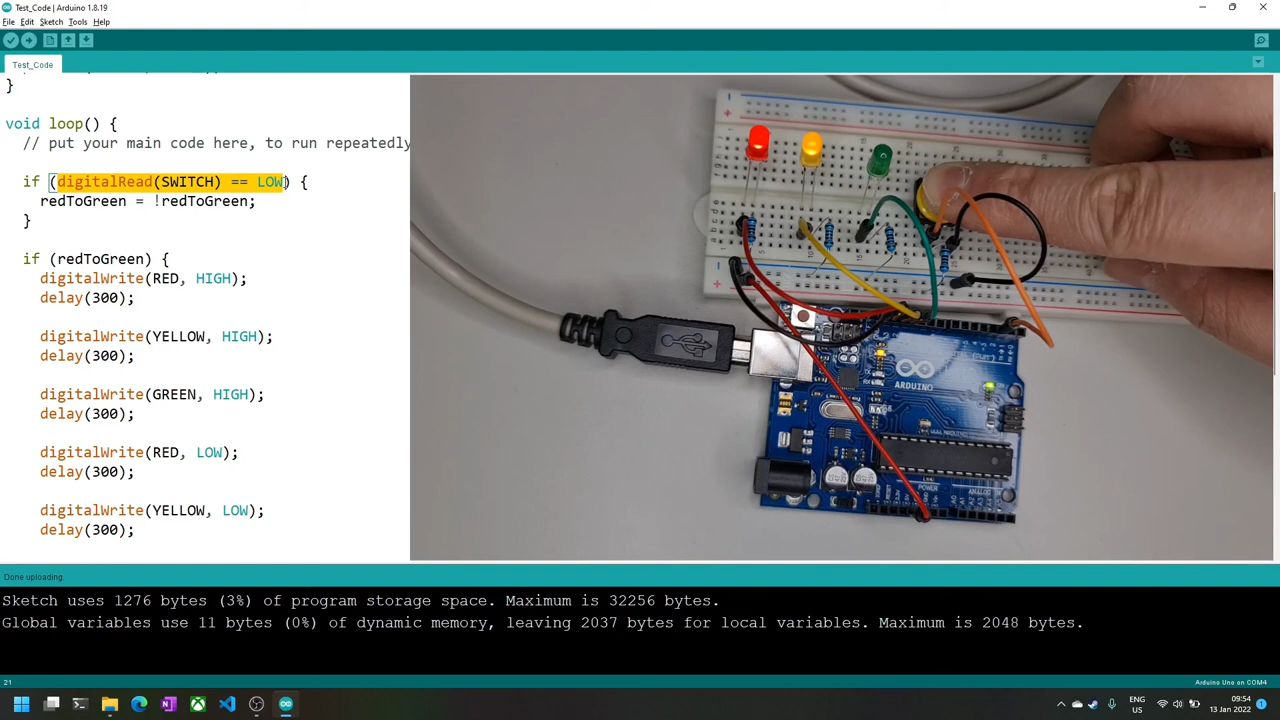 Test_Code | Arduino 1.8.19
File Edit Sketch Tools Help
Test_Code
}
void loop() {
// put your main code here, to run repeatedly
if (digitalRead(SWITCH) == LOW) {
redToGreen = !redToGreen;
}
if (redToGreen) {
digitalWrite(RED, HIGH);
delay(300);
digitalWrite(YELLOW, HIGH);
delay(300);
digitalWrite(GREEN, HIGH);
delay(300);
digitalWrite(RED, LOW);
delay(300);
digitalWrite(YELLOW, LOW);
delay(300);
ARDUINO
POWER
ANALOG
Done uploading.
Sketch uses 1276 bytes (3%) of program storage space. Maximum is 32256 bytes.
Global variables use 11 bytes (0%) of dynamic memory, leaving 2037 bytes for local variables. Maximum is 2048 bytes.
21
Arduino Uno on COM4
ENG
US
09:54
13 Jan 2022